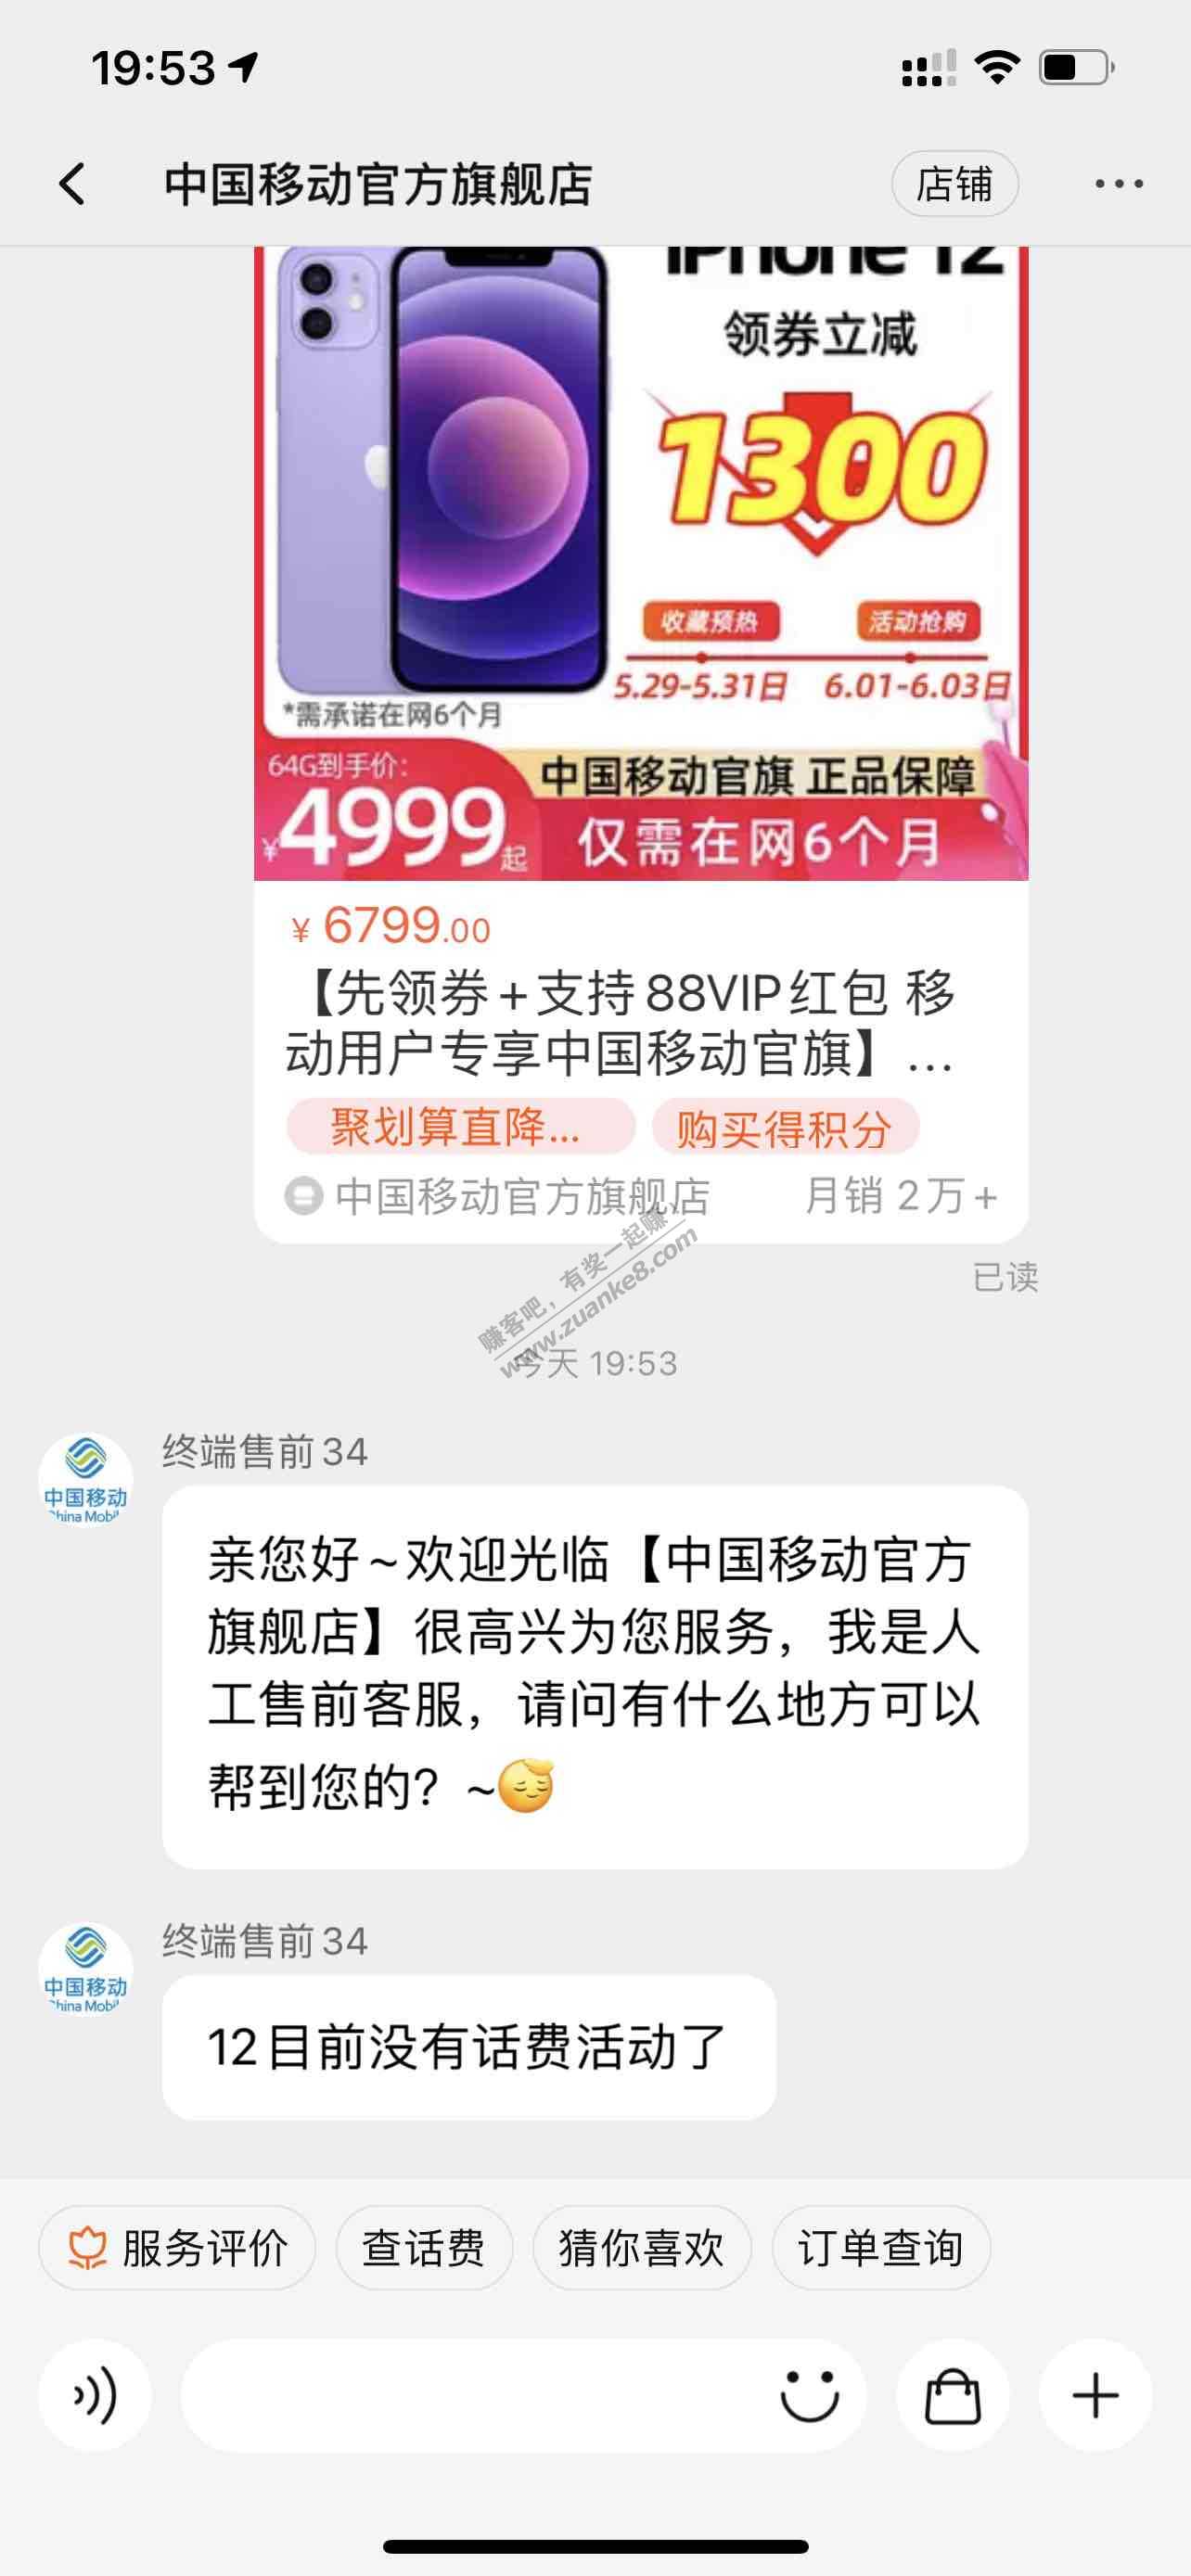 19:53
中国移动官方旗舰店
店铺
iPhone 12
领券立减
1300
收藏预热
活动抢购
5.29-5.31日
6.01-6.03日
*需承诺在网6个月
64G到手价:
¥4999起
中国移动官旗 正品保障
仅需在网6个月
¥ 6799.00
【先领券+支持88VIP红包 移
动用户专享中国移动官旗】...
聚划算直降...
购买得积分
中国移动官方旗舰店
月销 2万+
已读
赚客吧，有奖一起赚！
www.zuanke8.com
今天 19:53
终端售前34
中国移动
China Mobil
亲您好~欢迎光临【中国移动官方
旗舰店】很高兴为您服务，我是人
工售前客服，请问有什么地方可以
帮到您的？~
终端售前34
中国移动
China Mobil
12目前没有话费活动了
服务评价
查话费
猜你喜欢
订单查询